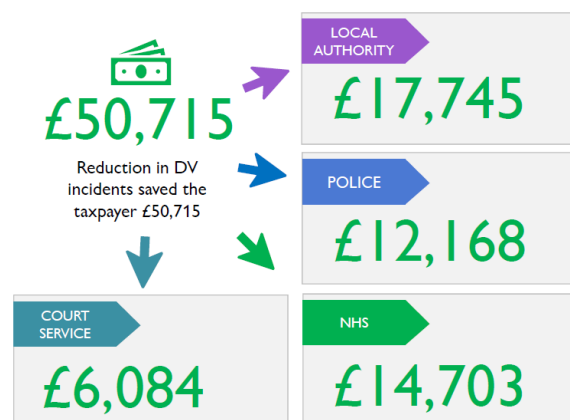 £50,715
Reduction in DV
incidents saved the
taxpayer £50,715
LOCAL
AUTHORITY
£17,745
POLICE
£12,168
COURT
SERVICE
£6,084
NHS
£14,703